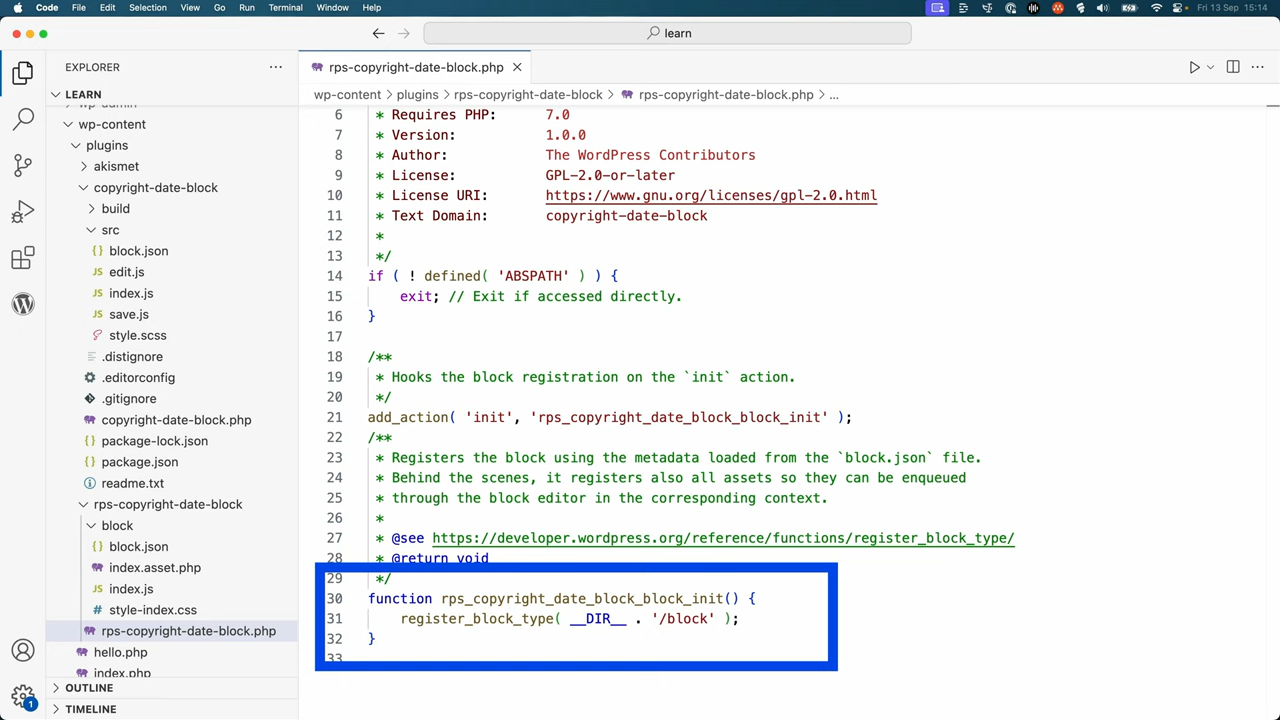 Code File Edit Selection View Go Run Terminal Window Help Fri 13 Sep 15:14
learn
EXPLORER
rps-copyright-date-block.php
LEARN
wp-content > plugins > rps-copyright-date-block > rps-copyright-date-block.php > ...
wp-admin
wp-content
plugins
akismet
copyright-date-block
build
src
{} block.json
JS edit.js
JS index.js
JS save.js
style.scss
.distignore
.editorconfig
.gitignore
copyright-date-block.php
{} package-lock.json
{} package.json
readme.txt
rps-copyright-date-block
block
{} block.json
index.asset.php
JS index.js
# style-index.css
rps-copyright-date-block.php
hello.php
index.php
OUTLINE
TIMELINE
1
6 * Requires PHP: 7.0
7 * Version: 1.0.0
8 * Author: The WordPress Contributors
9 * License: GPL-2.0-or-later
10 * License URI: https://www.gnu.org/licenses/gpl-2.0.html
11 * Text Domain: copyright-date-block
12 *
13 */
14 if ( ! defined( 'ABSPATH' ) ) {
15 exit; // Exit if accessed directly.
16 }
17
18 /**
19 * Hooks the block registration on the `init` action.
20 */
21 add_action( 'init', 'rps_copyright_date_block_block_init' );
22 /**
23 * Registers the block using the metadata loaded from the `block.json` file.
24 * Behind the scenes, it registers also all assets so they can be enqueued
25 * through the block editor in the corresponding context.
26 *
27 * @see https://developer.wordpress.org/reference/functions/register_block_type/
28 * @return void
29 */
30 function rps_copyright_date_block_block_init() {
31 register_block_type( __DIR__ . '/block' );
32 }
33